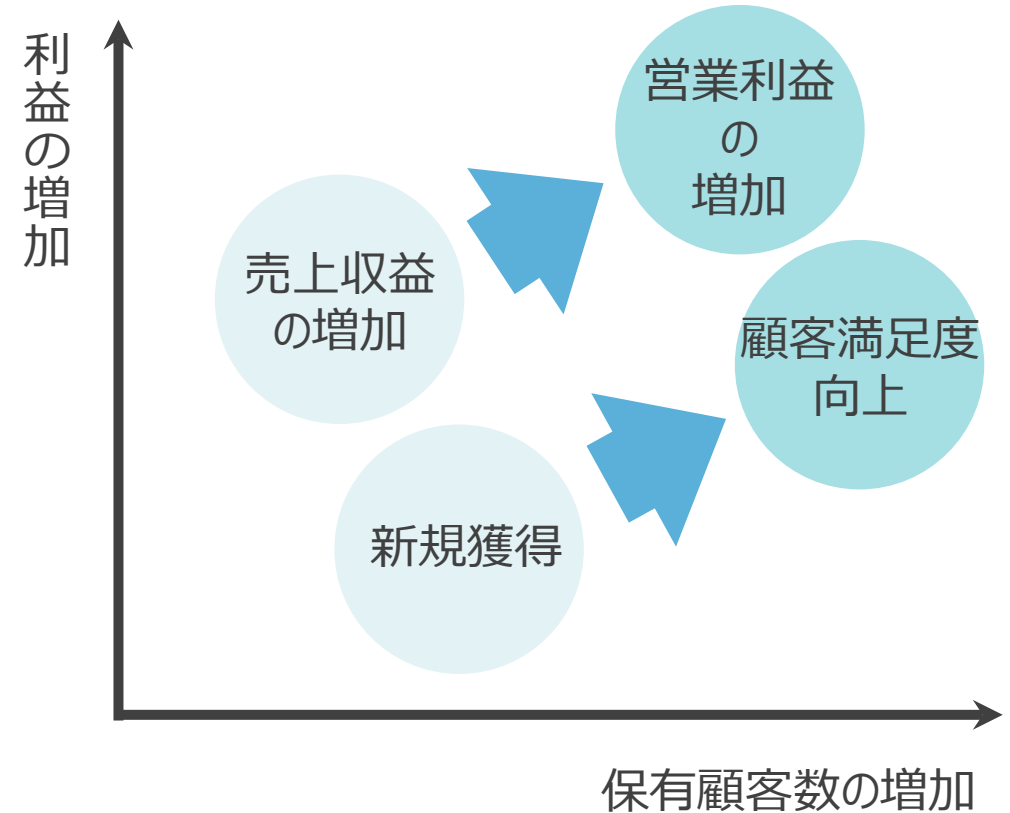 利益の増加
営業利益
の
増加
売上収益
の増加
顧客満足度
向上
新規獲得
保有顧客数の増加